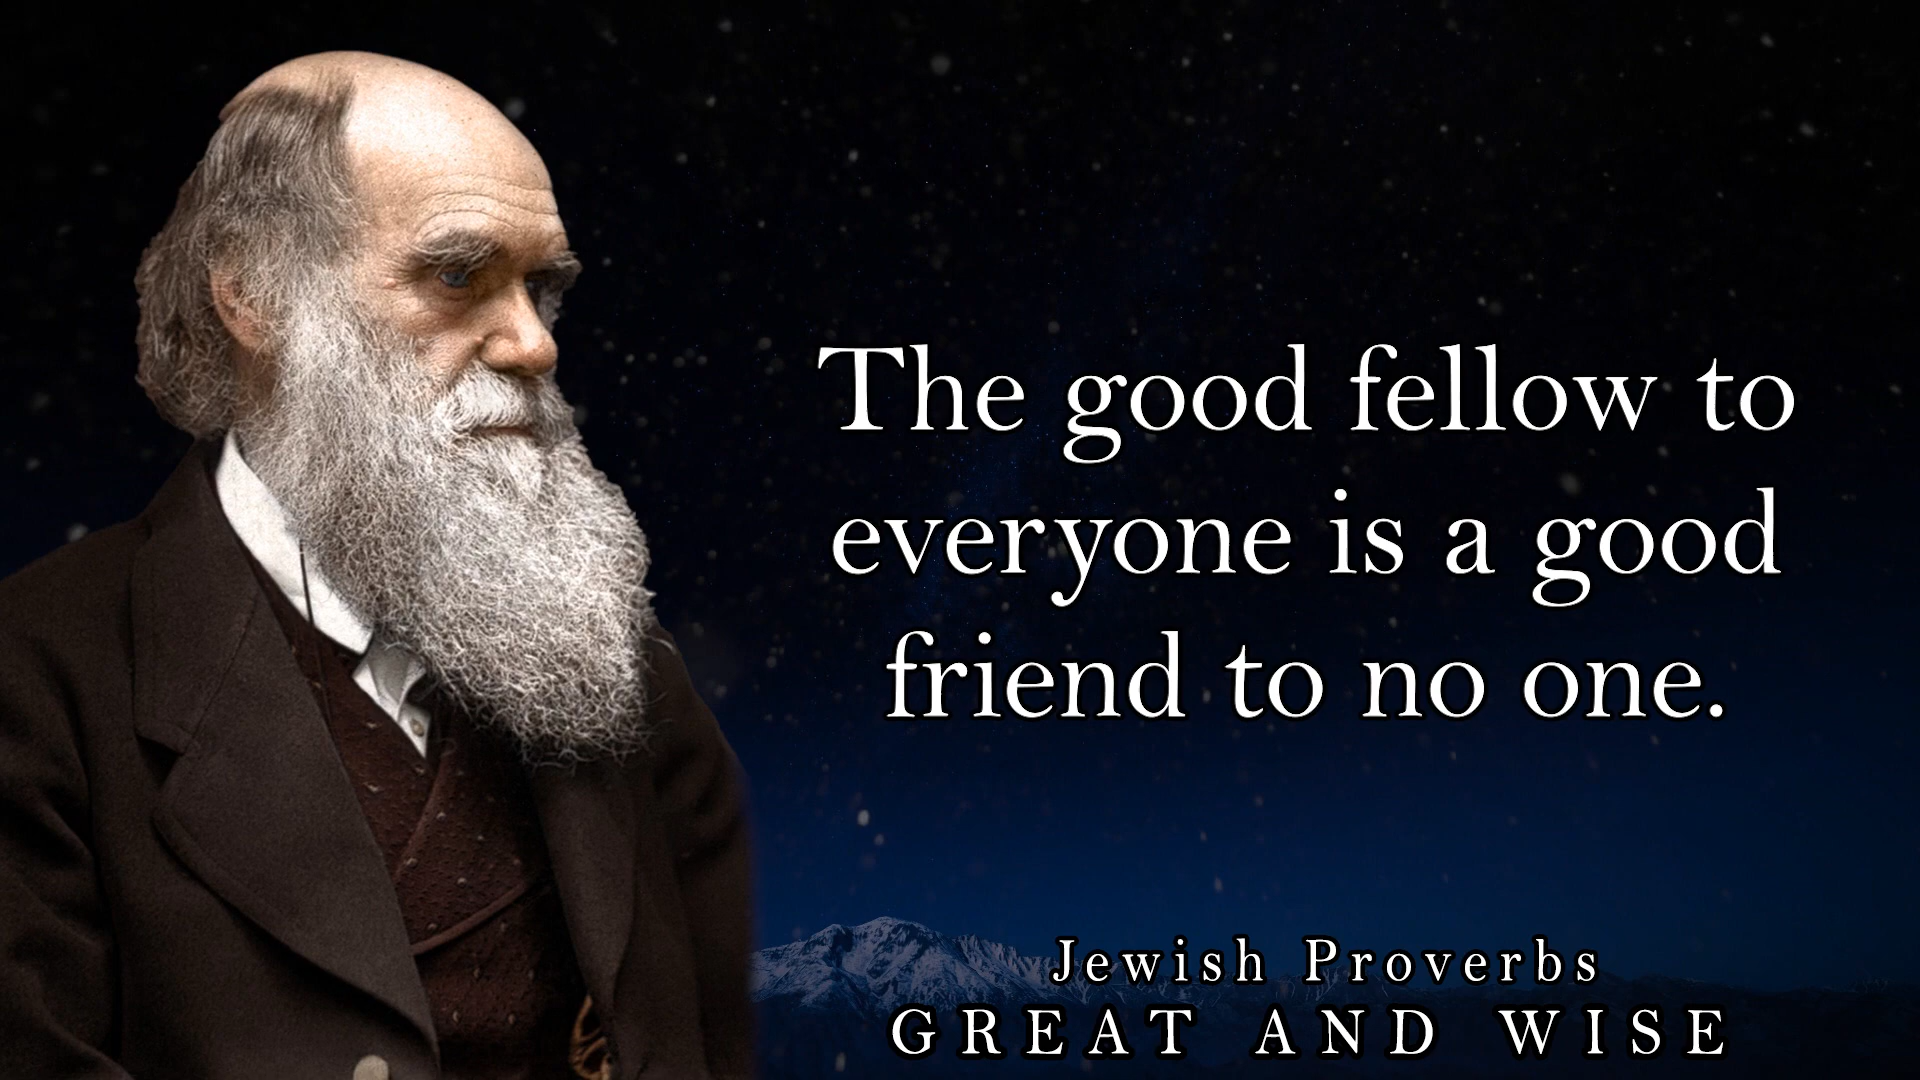 The good fellow to
everyone is a good
friend to no one.
Jewish Proverbs
GREAT AND WISE